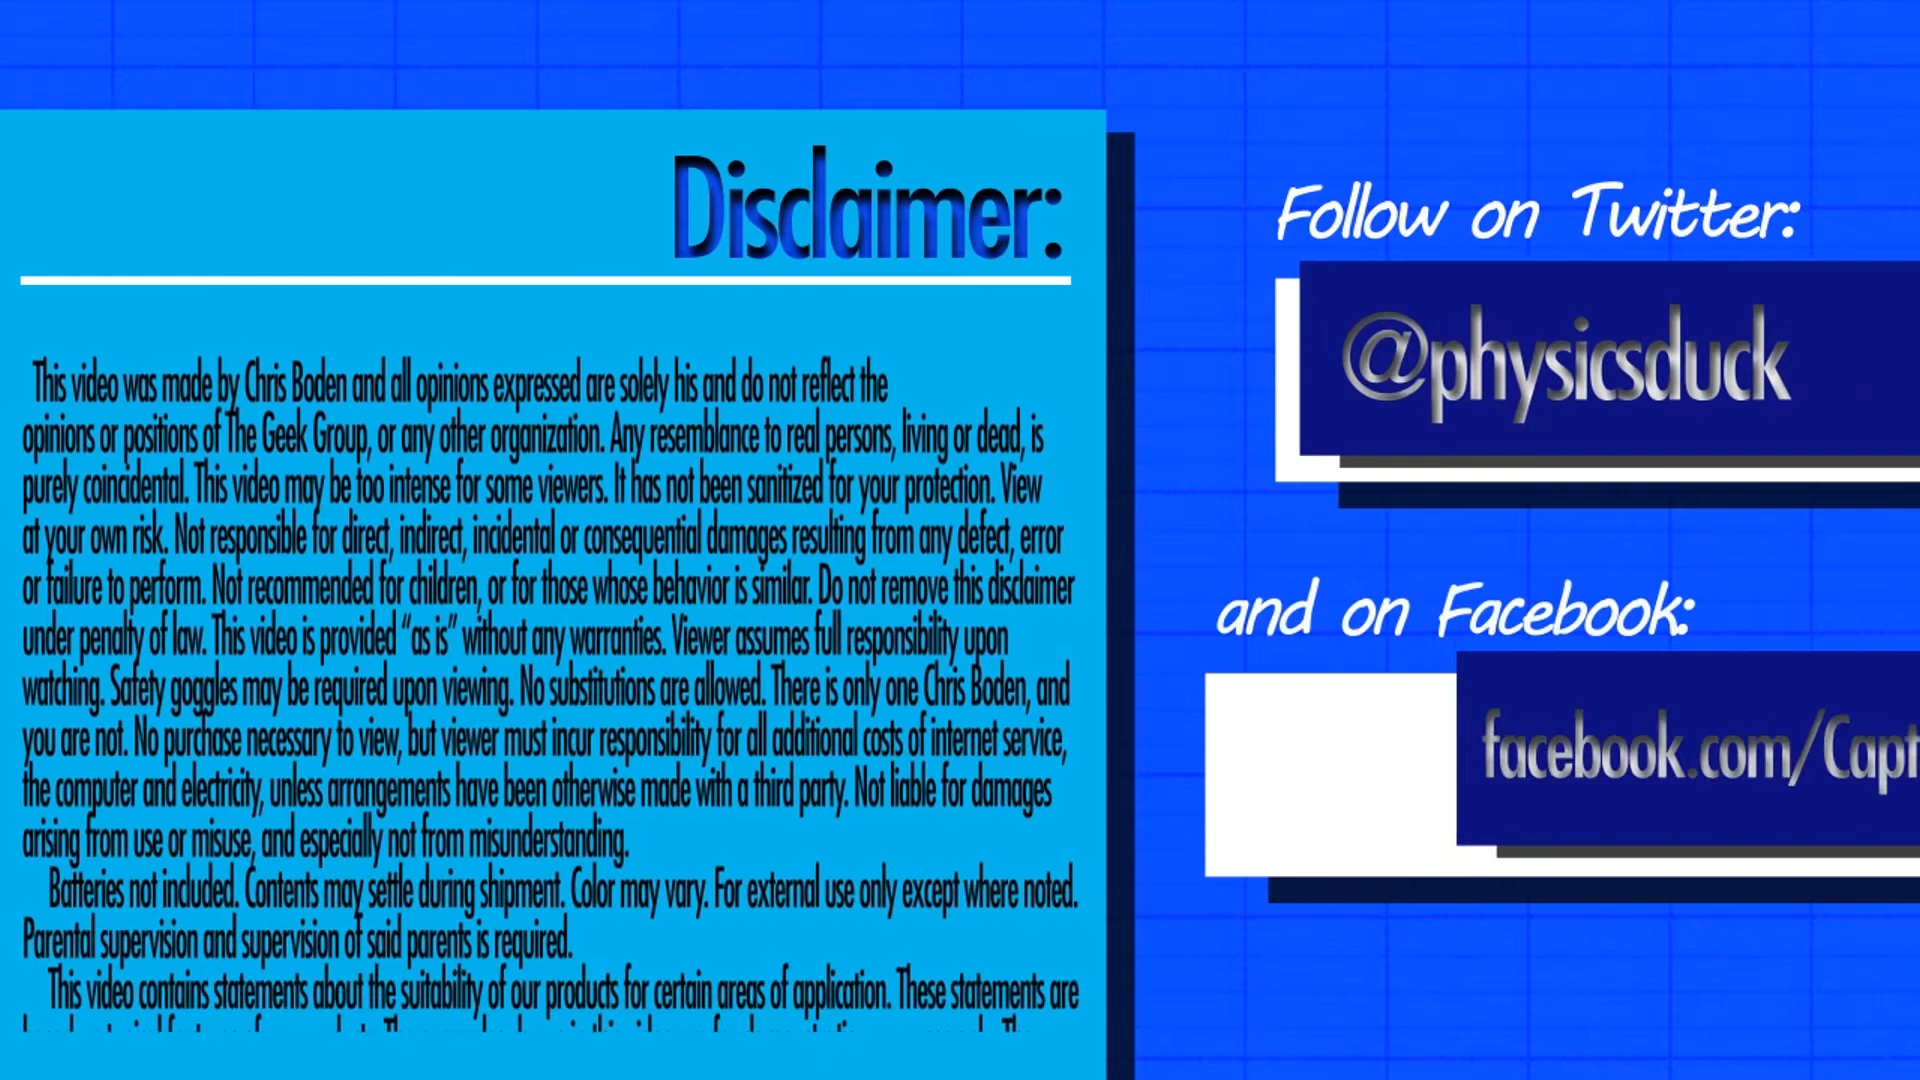 Disclaimer:
This video was made by Chris Boden and all opinions expressed are solely his and do not reflect the
opinions or positions of The Geek Group, or any other organization. Any resemblance to real persons, living or dead, is
purely coincidental. This video may be too intense for some viewers. It has not been sanitized for your protection. View
at your own risk. Not responsible for direct, indirect, incidental or consequential damages resulting from any defect, error
or failure to perform. Not recommended for children, or for those whose behavior is similar. Do not remove this disclaimer
under penalty of law. This video is provided “as is” without any warranties. Viewer assumes full responsibility upon
watching. Safety goggles may be required upon viewing. No substitutions are allowed. There is only one Chris Boden, and
you are not. No purchase necessary to view, but viewer must incur responsibility for all additional costs of internet service,
the computer and electricity, unless arrangements have been otherwise made with a third party. Not liable for damages
arising from use or misuse, and especially not from misunderstanding.
Batteries not included. Contents may settle during shipment. Color may vary. For external use only except where noted.
Parental supervision and supervision of said parents is required.
This video contains statements about the suitability of our products for certain areas of application. These statements are
Follow on Twitter:
@physicsduck
and on Facebook:
facebook.com/Capt